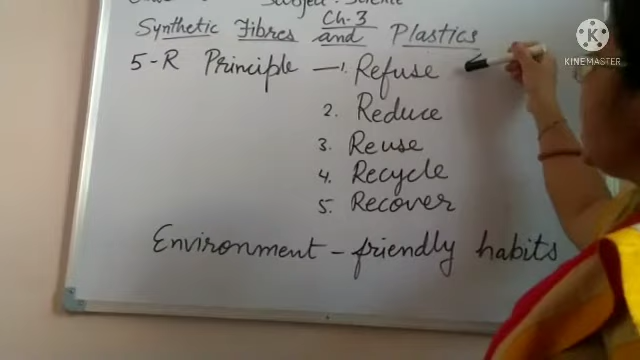 Subject: Science
Ch-3
Synthetic Fibres and Plastics
5-R Principle — 1. Refuse
2. Reduce
3. Reuse
4. Recycle
5. Recover
Environment - friendly habits
K
KINEMASTER